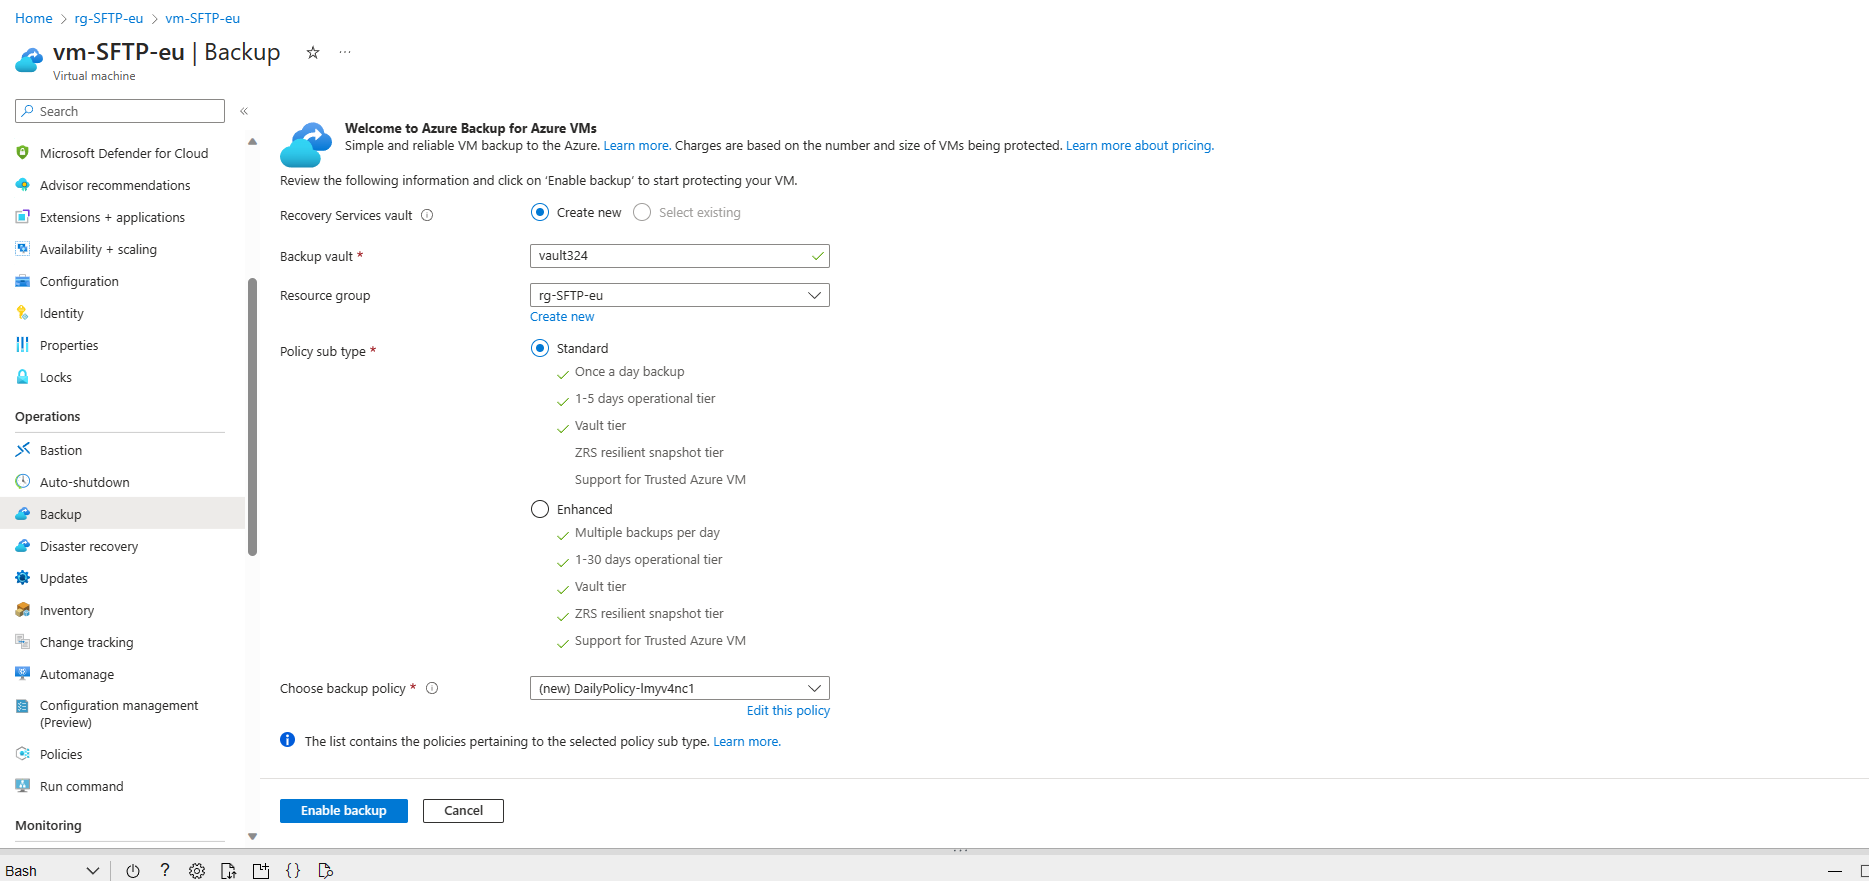 Home > rg-SFTP-eu > vm-SFTP-eu
vm-SFTP-eu | Backup
Virtual machine
Search
Microsoft Defender for Cloud
Advisor recommendations
Extensions + applications
Availability + scaling
Configuration
Identity
Properties
Locks
Operations
Bastion
Auto-shutdown
Backup
Disaster recovery
Updates
Inventory
Change tracking
Automanage
Configuration management
(Preview)
Policies
Run command
Monitoring
Welcome to Azure Backup for Azure VMs
Simple and reliable VM backup to the Azure. Learn more. Charges are based on the number and size of VMs being protected. Learn more about pricing.
Review the following information and click on ‘Enable backup’ to start protecting your VM.
Recovery Services vault
Create new
Select existing
Backup vault *
vault324
Resource group
rg-SFTP-eu
Create new
Policy sub type *
Standard
Once a day backup
1-5 days operational tier
Vault tier
ZRS resilient snapshot tier
Support for Trusted Azure VM
Enhanced
Multiple backups per day
1-30 days operational tier
Vault tier
ZRS resilient snapshot tier
Support for Trusted Azure VM
Choose backup policy *
(new) DailyPolicy-lmyv4nc1
Edit this policy
The list contains the policies pertaining to the selected policy sub type. Learn more.
Enable backup
Cancel
Bash
? { }